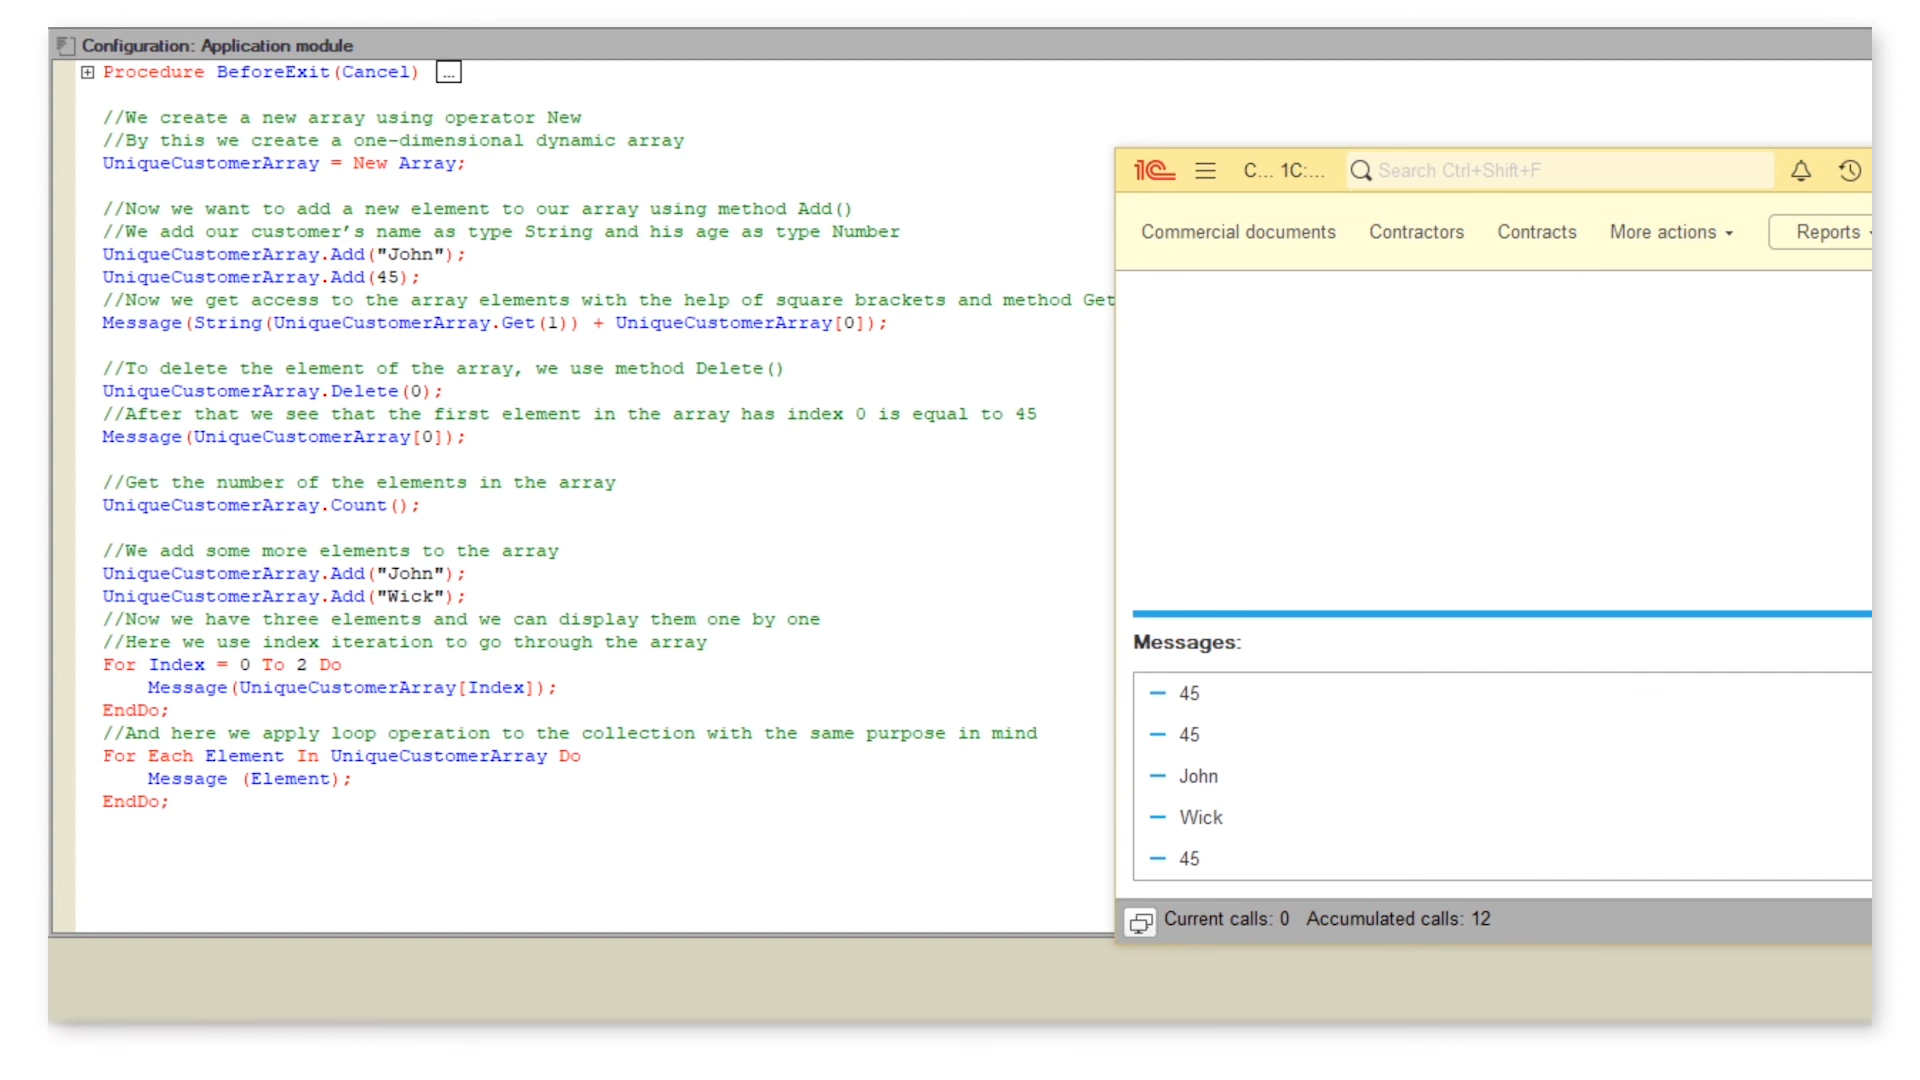 Configuration: Application module
Procedure BeforeExit(Cancel) ...
//We create a new array using operator New
//By this we create a one-dimensional dynamic array
UniqueCustomerArray = New Array;
//Now we want to add a new element to our array using method Add()
//We add our customer's name as type String and his age as type Number
UniqueCustomerArray.Add("John");
UniqueCustomerArray.Add(45);
//Now we get access to the array elements with the help of square brackets and method Get
Message(String(UniqueCustomerArray.Get(1)) + UniqueCustomerArray[0]);
//To delete the element of the array, we use method Delete()
UniqueCustomerArray.Delete(0);
//After that we see that the first element in the array has index 0 is equal to 45
Message(UniqueCustomerArray[0]);
//Get the number of the elements in the array
UniqueCustomerArray.Count();
//We add some more elements to the array
UniqueCustomerArray.Add("John");
UniqueCustomerArray.Add("Wick");
//Now we have three elements and we can display them one by one
//Here we use index iteration to go through the array
For Index = 0 To 2 Do
Message(UniqueCustomerArray[Index]);
EndDo;
//And here we apply loop operation to the collection with the same purpose in mind
For Each Element In UniqueCustomerArray Do
Message (Element);
EndDo;
1C C... 1C:... Search Ctrl+Shift+F
Commercial documents Contractors Contracts More actions Reports
Messages:
45
45
John
Wick
45
Current calls: 0 Accumulated calls: 12